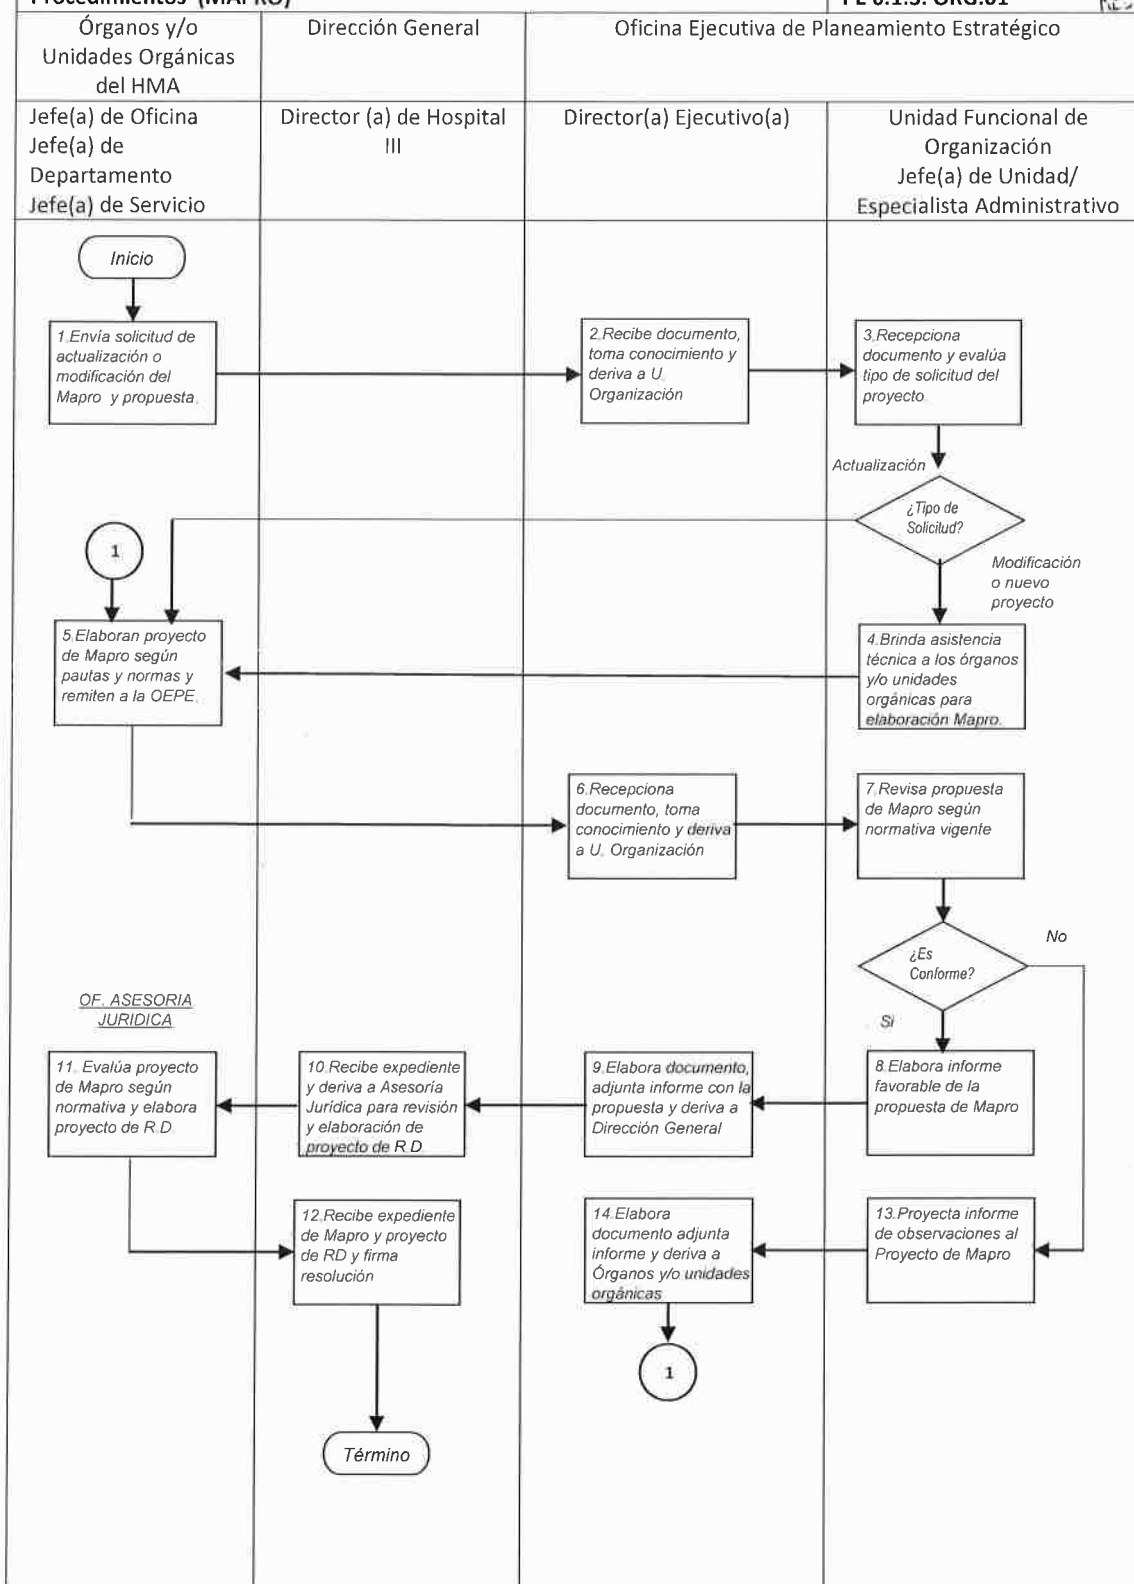 Procedimientos (MAPRO)
PE 0.1.3. ORG.01
Órganos y/o
Unidades Orgánicas
del HMA
Dirección General
Oficina Ejecutiva de Planeamiento Estratégico
Jefe(a) de Oficina
Jefe(a) de
Departamento
Jefe(a) de Servicio
Director (a) de Hospital
III
Director(a) Ejecutivo(a)
Unidad Funcional de
Organización
Jefe(a) de Unidad/
Especialista Administrativo
Inicio
1.Envía solicitud de
actualización o
modificación del
Mapro y propuesta.
2.Recibe documento,
toma conocimiento y
deriva a U.
Organización
3.Recepciona
documento y evalúa
tipo de solicitud del
proyecto
Actualización
¿Tipo de
Solicitud?
Modificación
o nuevo
proyecto
1
5.Elaboran proyecto
de Mapro según
pautas y normas y
remiten a la OEPE.
4.Brinda asistencia
técnica a los órganos
y/o unidades
orgánicas para
elaboración Mapro.
6.Recepciona
documento, toma
conocimiento y deriva
a U. Organización
7.Revisa propuesta
de Mapro según
normativa vigente
¿Es
Conforme?
No
Si
OF. ASESORIA
JURIDICA
11. Evalúa proyecto
de Mapro según
normativa y elabora
proyecto de R.D
10.Recibe expediente
y deriva a Asesoría
Jurídica para revisión
y elaboración de
proyecto de R.D
9.Elabora documento,
adjunta informe con la
propuesta y deriva a
Dirección General
8.Elabora informe
favorable de la
propuesta de Mapro
12.Recibe expediente
de Mapro y proyecto
de RD y firma
resolución
14.Elabora
documento adjunta
informe y deriva a
Órganos y/o unidades
orgánicas
13.Proyecta informe
de observaciones al
Proyecto de Mapro
1
Término